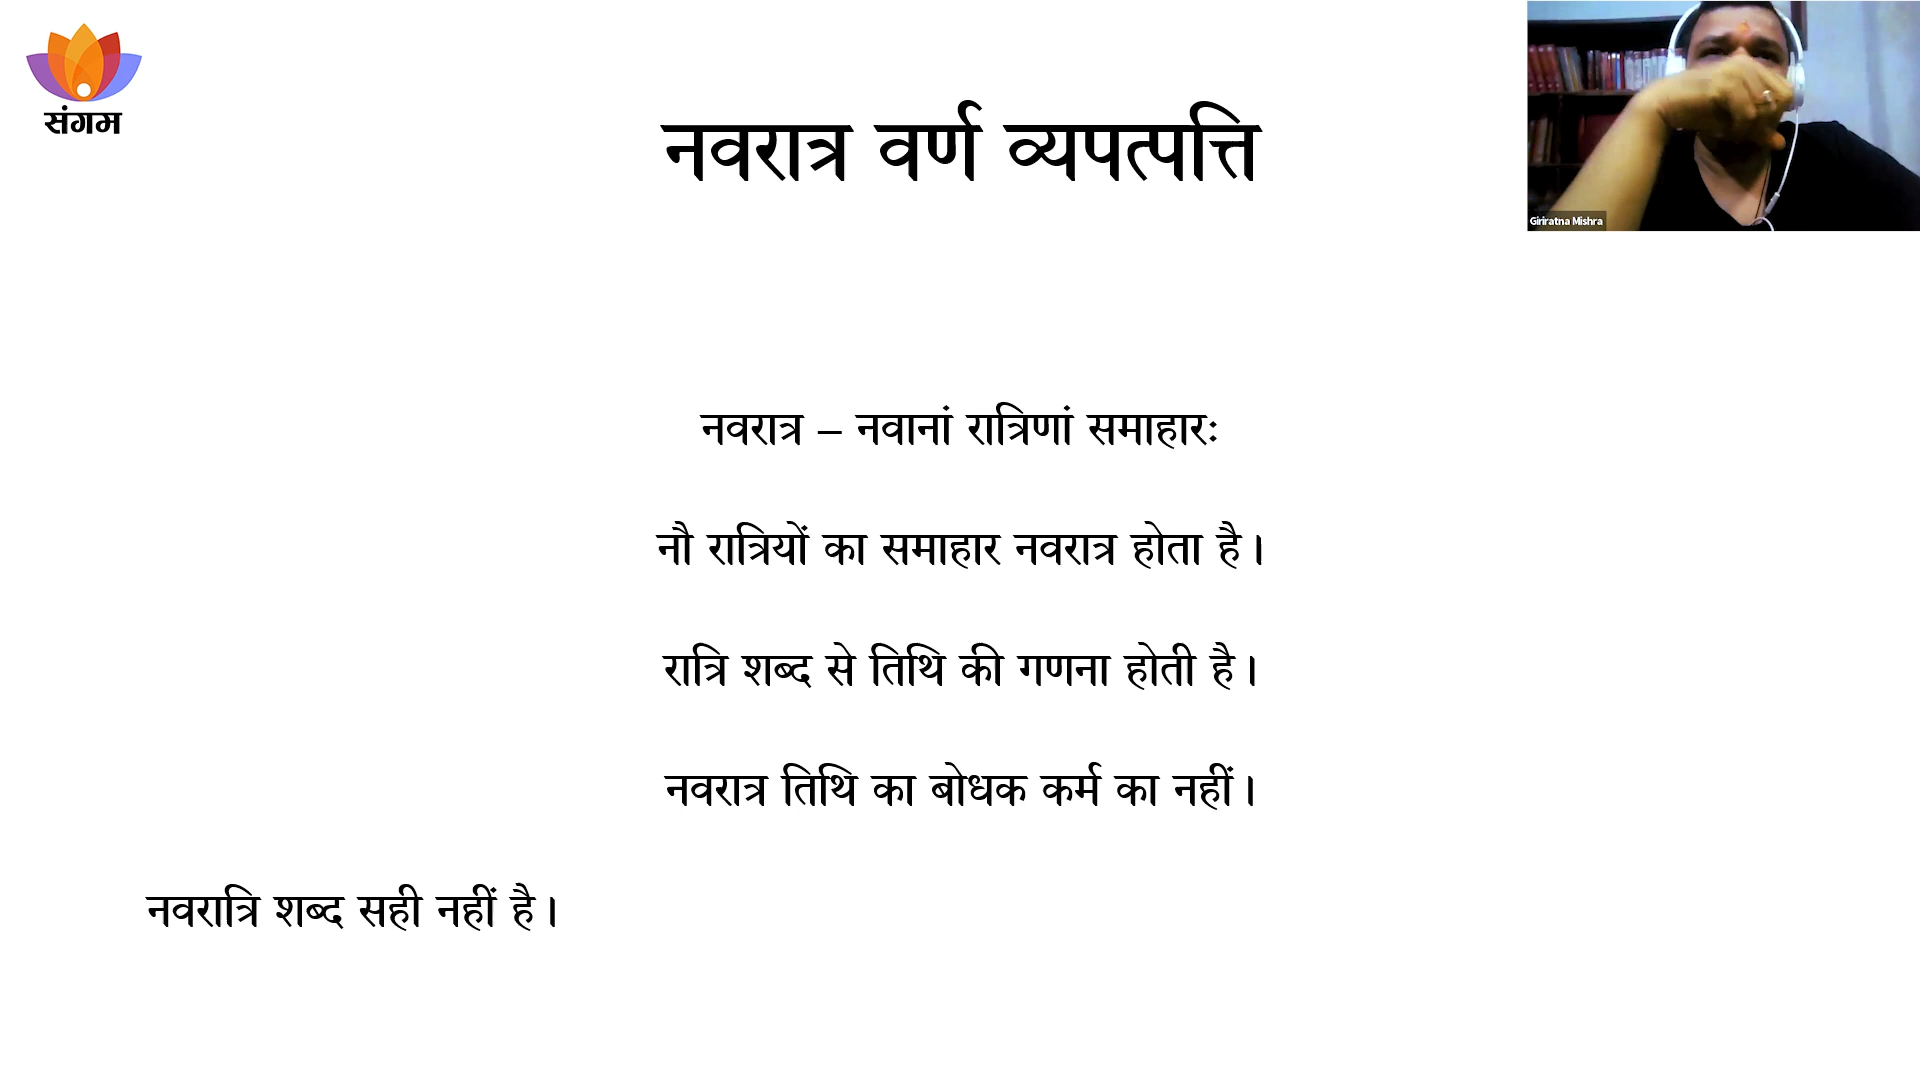 संगम
नवरात्र वर्ण व्यपत्पत्ति
Giriratna Mishra
नवरात्र – नवानां रात्रिणां समाहारः
नौ रात्रियों का समाहार नवरात्र होता है।
रात्रि शब्द से तिथि की गणना होती है।
नवरात्र तिथि का बोधक कर्म का नहीं।
नवरात्रि शब्द सही नहीं है।